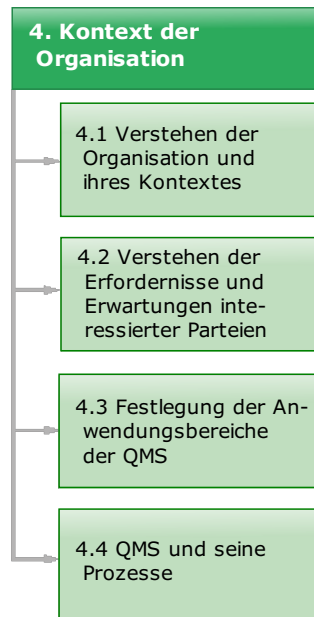 4. Kontext der
Organisation
4.1 Verstehen der
Organisation und
ihres Kontextes
4.2 Verstehen der
Erfordernisse und
Erwartungen inte-
ressierter Parteien
4.3 Festlegung der An-
wendungsbereiche
der QMS
4.4 QMS und seine
Prozesse